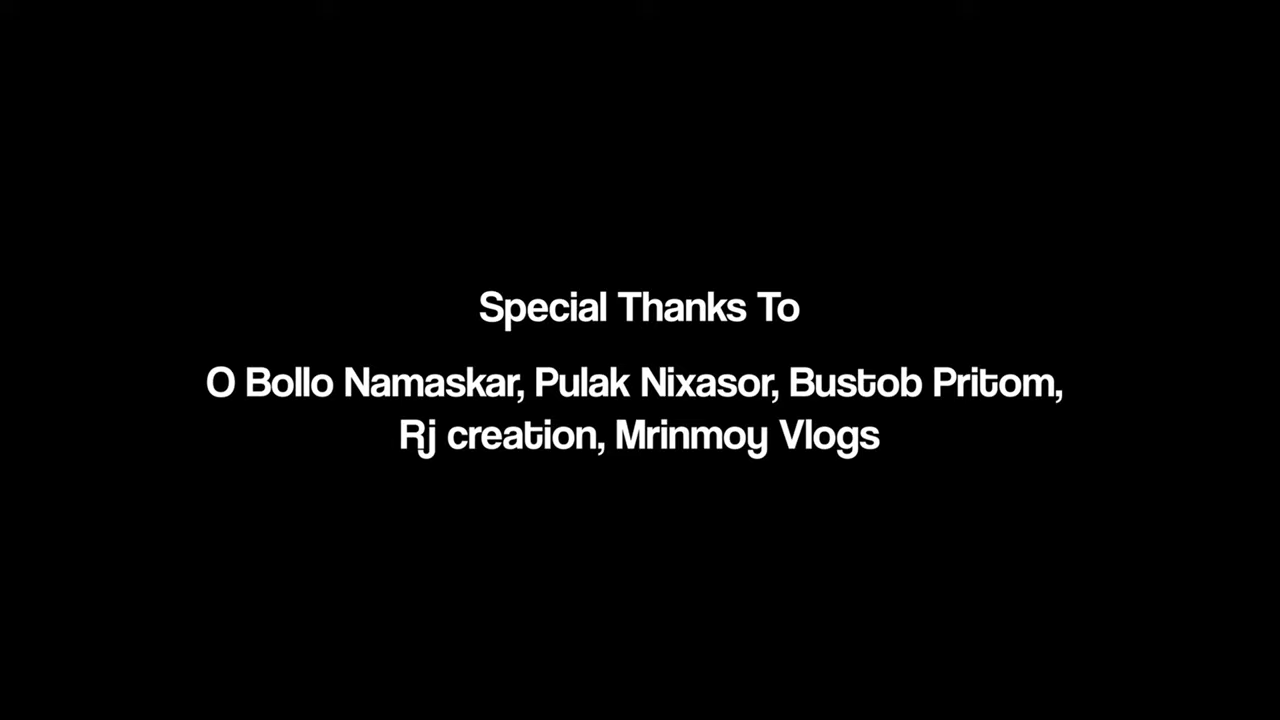 Special Thanks To
O Bollo Namaskar, Pulak Nixasor, Bustob Pritom,
Rj creation, Mrinmoy Vlogs